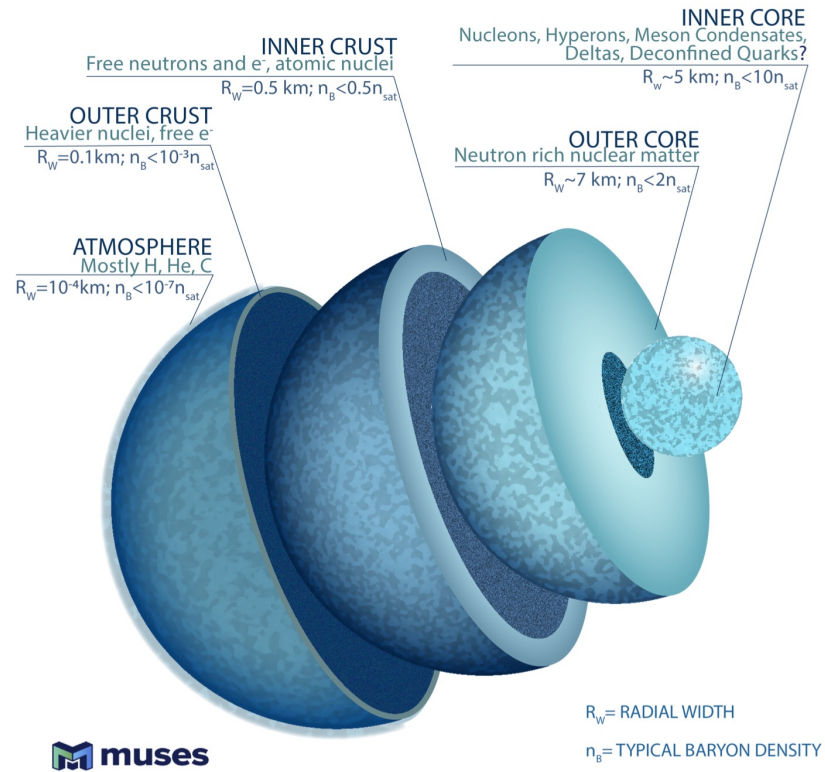 INNER CORE
Nucleons, Hyperons, Meson Condensates,
Deltas, Deconfined Quarks?
R_w~5 km; n_B<10n_sat
INNER CRUST
Free neutrons and e⁻, atomic nuclei
R_W=0.5 km; n_B<0.5n_sat
OUTER CRUST
Heavier nuclei, free e⁻
R_W=0.1km; n_B<10⁻³n_sat
OUTER CORE
Neutron rich nuclear matter
R_W~7 km; n_B<2n_sat
ATMOSPHERE
Mostly H, He, C
R_W=10⁻⁴km; n_B<10⁻⁷n_sat
R_W= RADIAL WIDTH
n_B= TYPICAL BARYON DENSITY
muses